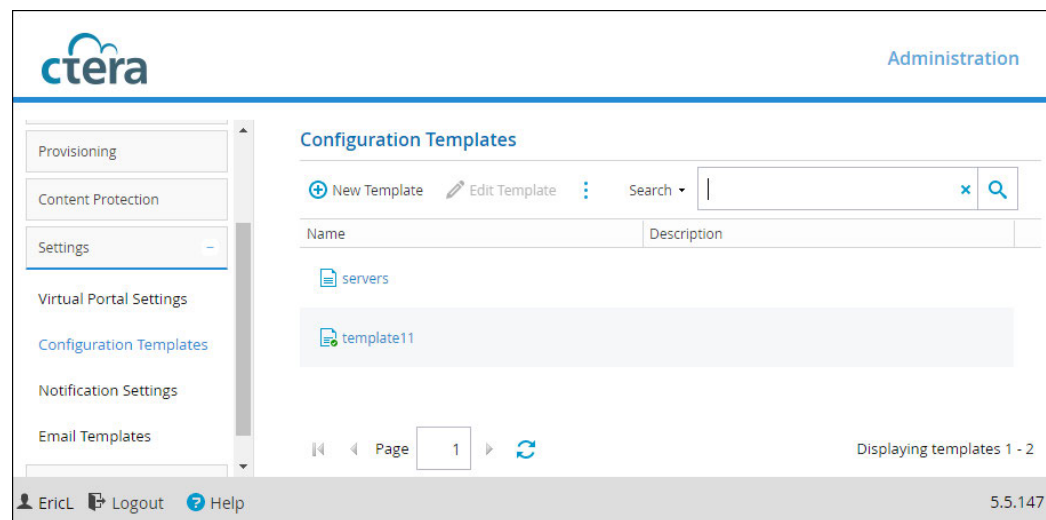 ctera
Administration
Provisioning
Content Protection
Settings
Virtual Portal Settings
Configuration Templates
Notification Settings
Email Templates
Configuration Templates
New Template Edit Template Search
Name Description
servers
template11
Page 1 Displaying templates 1 - 2
EricL Logout Help 5.5.147